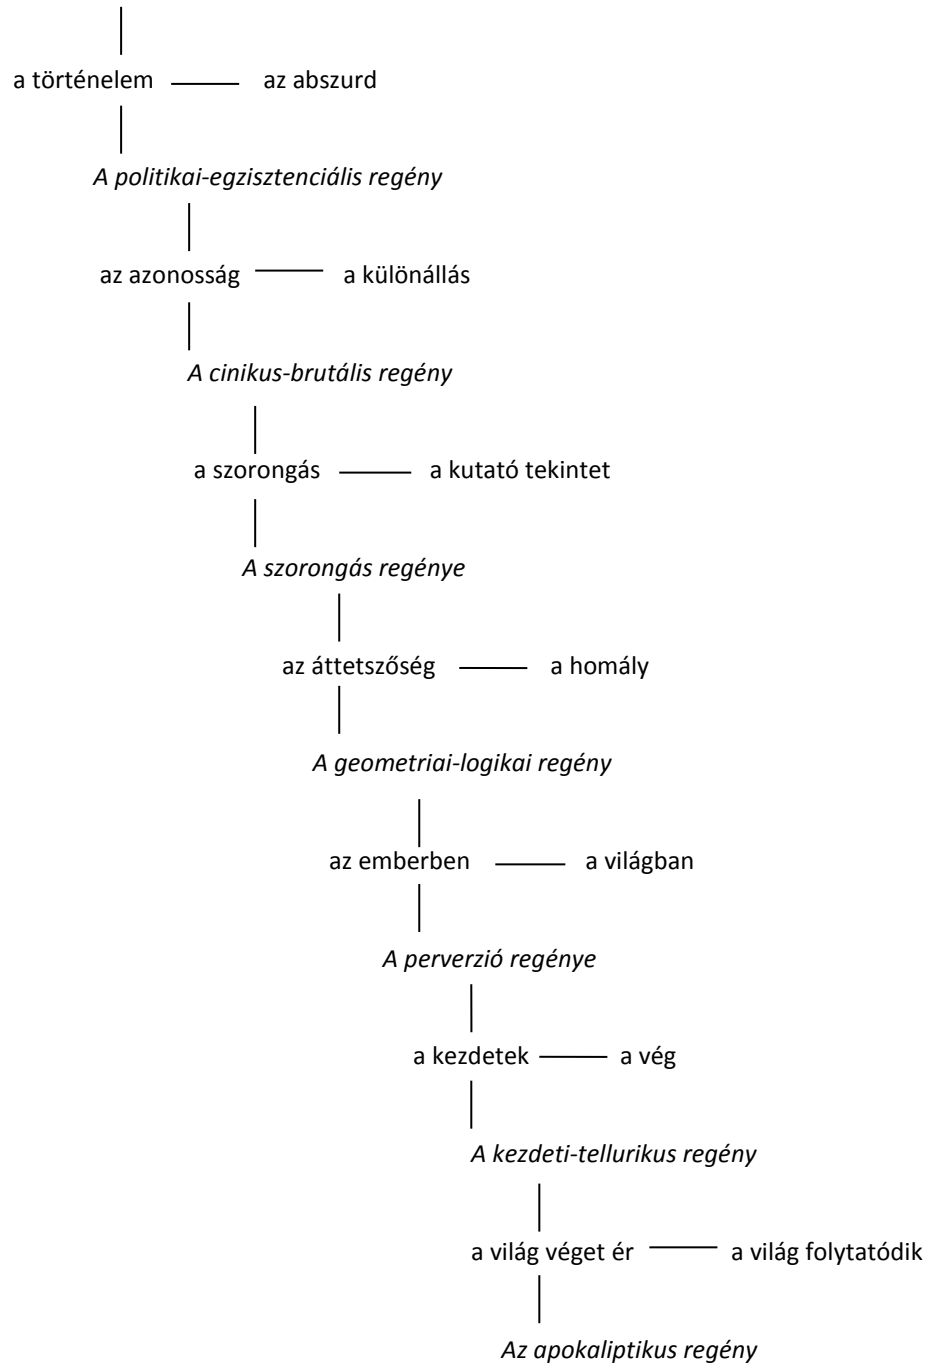 a történelem az abszurd
A politikai-egzisztenciális regény
az azonosság a különállás
A cinikus-brutális regény
a szorongás a kutató tekintet
A szorongás regénye
az áttetszőség a homály
A geometriai-logikai regény
az emberben a világban
A perverzió regénye
a kezdetek a vég
A kezdeti-tellurikus regény
a világ véget ér a világ folytatódik
Az apokaliptikus regény